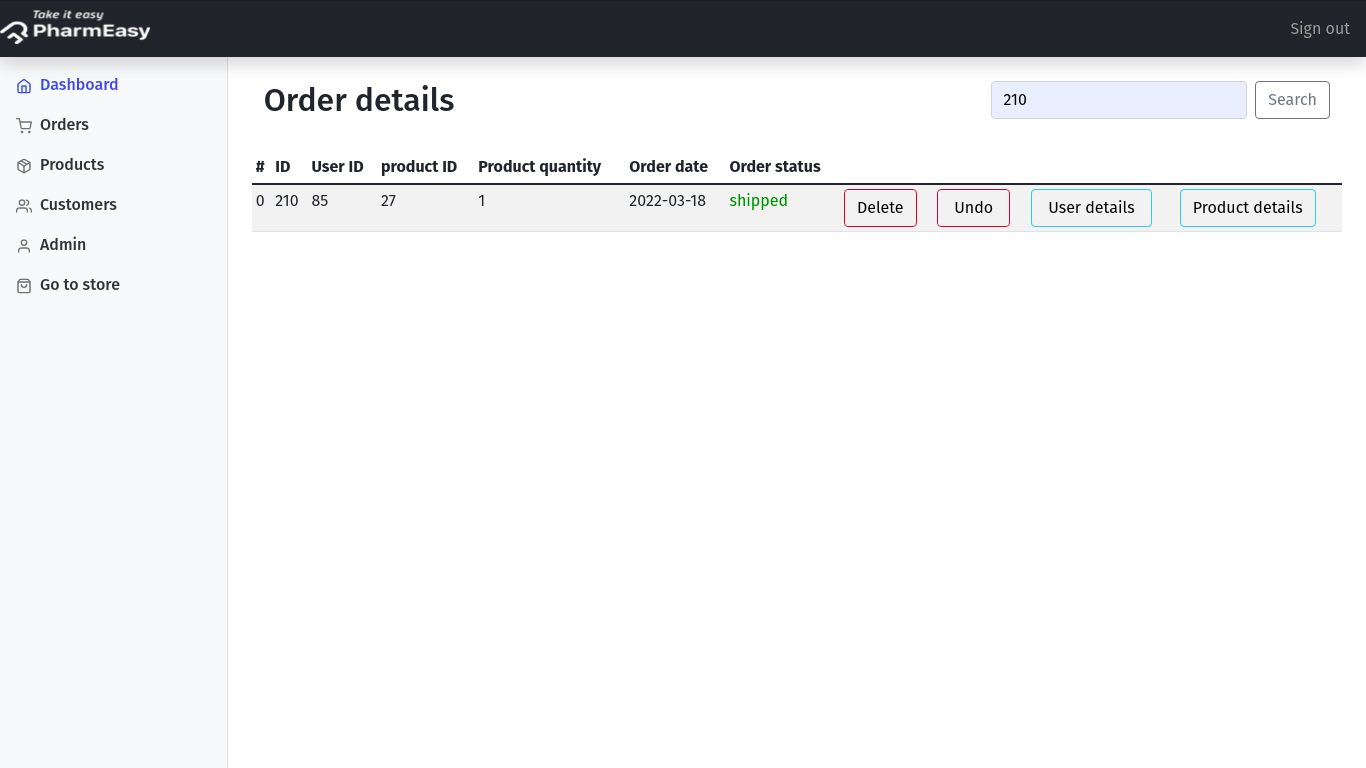 Take it easy
PharmEasy
Sign out
Dashboard
Orders
Products
Customers
Admin
Go to store
Order details
210
Search
# ID User ID product ID Product quantity Order date Order status
0 210 85 27 1 2022-03-18 shipped Delete Undo User details Product details